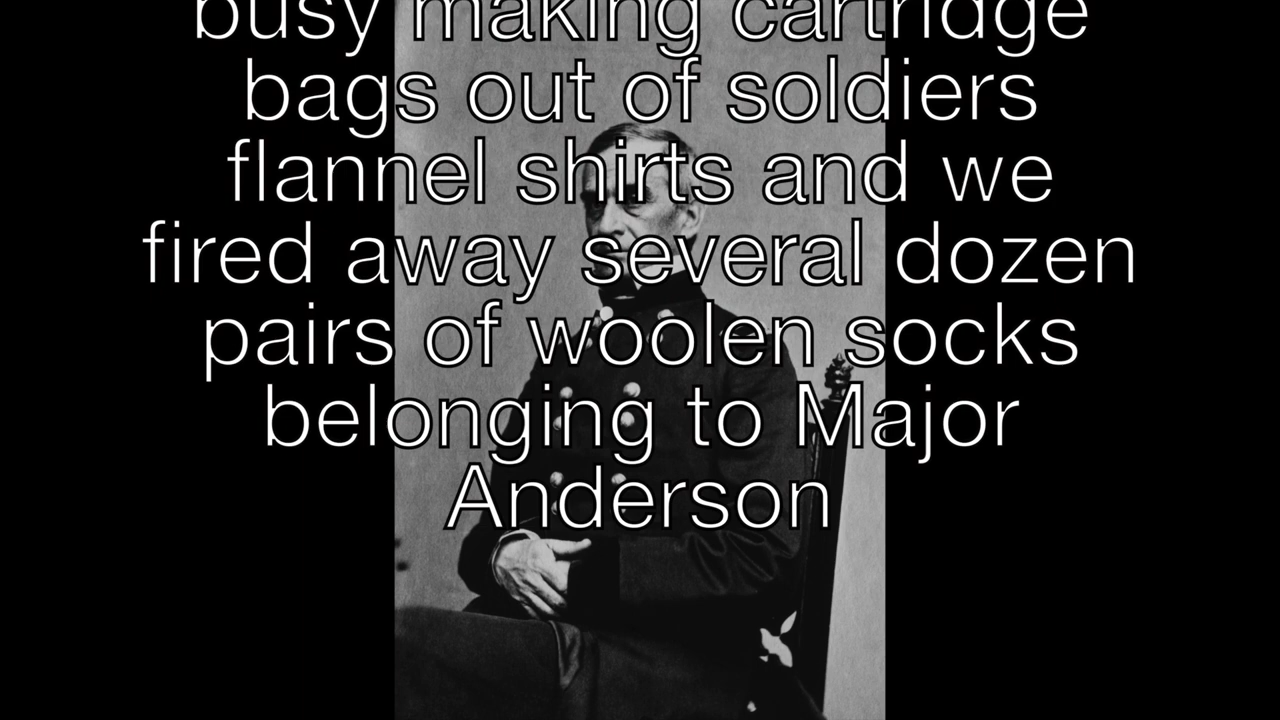 busy making cartridge
bags out of soldiers
flannel shirts and we
fired away several dozen
pairs of woolen socks
belonging to Major
Anderson